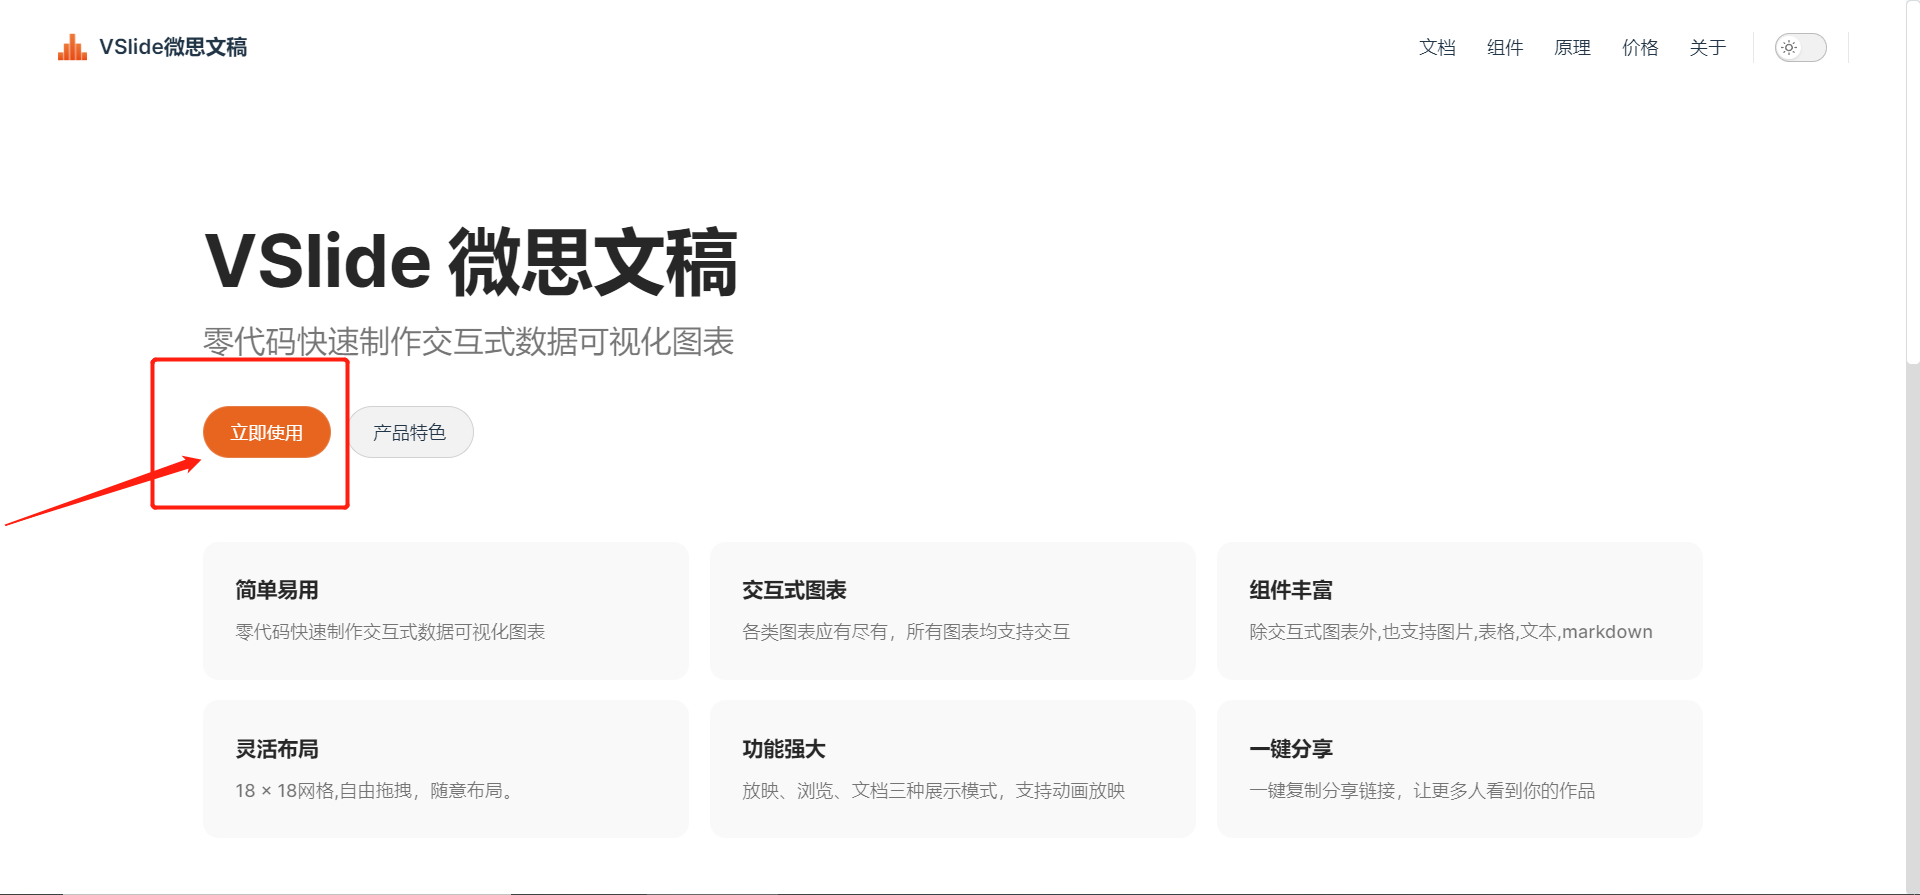 VSlide微思文稿
文档 组件 原理 价格 关于
VSlide 微思文稿
零代码快速制作交互式数据可视化图表
立即使用 产品特色
简单易用
零代码快速制作交互式数据可视化图表
交互式图表
各类图表应有尽有，所有图表均支持交互
组件丰富
除交互式图表外,也支持图片,表格,文本,markdown
灵活布局
18 × 18网格,自由拖拽，随意布局。
功能强大
放映、浏览、文档三种展示模式，支持动画放映
一键分享
一键复制分享链接，让更多人看到你的作品